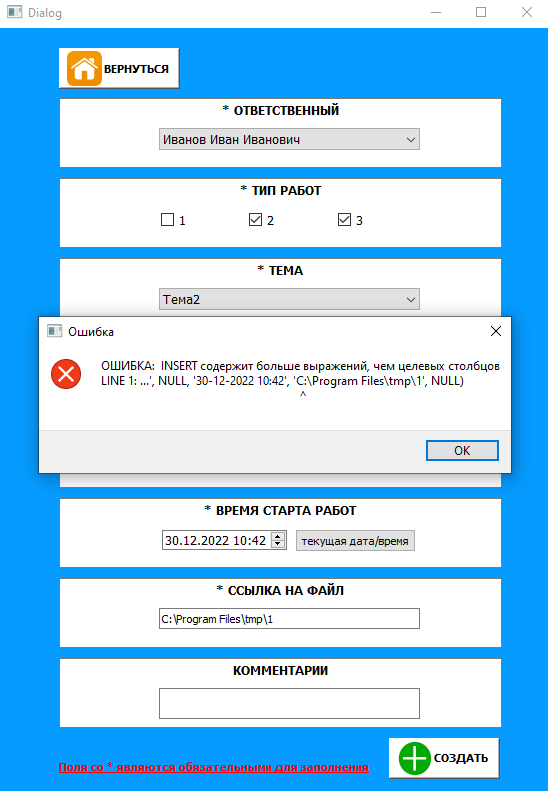 Dialog
ВЕРНУТЬСЯ
* ОТВЕТСТВЕННЫЙ
Иванов Иван Иванович
* ТИП РАБОТ
1 2 3
* ТЕМА
Тема2
Ошибка
ОШИБКА:  INSERT содержит больше выражений, чем целевых столбцов
LINE 1: ...', NULL, '30-12-2022 10:42', 'C:\Program Files\tmp\1', NULL)
^
OK
* ВРЕМЯ СТАРТА РАБОТ
30.12.2022 10:42 текущая дата/время
* ССЫЛКА НА ФАЙЛ
C:\Program Files\tmp\1
КОММЕНТАРИИ
Поля со * являются обязательными для заполнения
СОЗДАТЬ